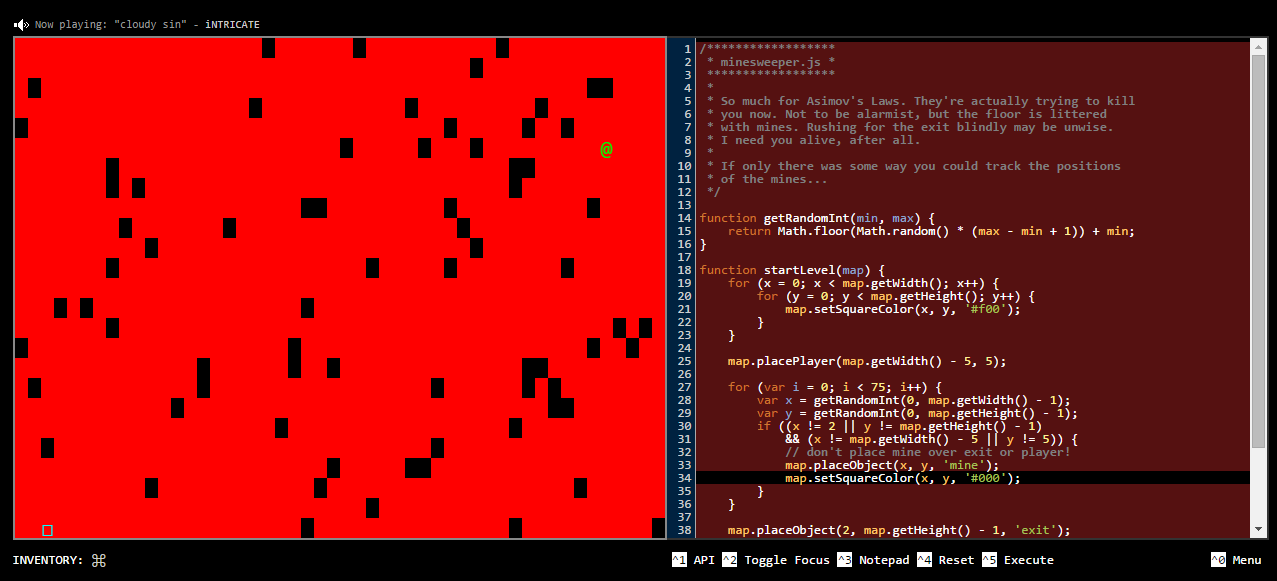 Now playing: "cloudy sin" - iNTRICATE
@
1 /******************
2  * minesweeper.js *
3  ******************
4  *
5  * So much for Asimov's Laws. They're actually trying to kill
6  * you now. Not to be alarmist, but the floor is littered
7  * with mines. Rushing for the exit blindly may be unwise.
8  * I need you alive, after all.
9  *
10  * If only there was some way you could track the positions
11  * of the mines...
12  */
13
14 function getRandomInt(min, max) {
15     return Math.floor(Math.random() * (max - min + 1)) + min;
16 }
17
18 function startLevel(map) {
19     for (x = 0; x < map.getWidth(); x++) {
20         for (y = 0; y < map.getHeight(); y++) {
21             map.setSquareColor(x, y, '#f00');
22         }
23     }
24
25     map.placePlayer(map.getWidth() - 5, 5);
26
27     for (var i = 0; i < 75; i++) {
28         var x = getRandomInt(0, map.getWidth() - 1);
29         var y = getRandomInt(0, map.getHeight() - 1);
30         if ((x != 2 || y != map.getHeight() - 1)
31             && (x != map.getWidth() - 5 || y != 5)) {
32             // don't place mine over exit or player!
33             map.placeObject(x, y, 'mine');
34             map.setSquareColor(x, y, '#000');
35         }
36     }
37
38     map.placeObject(2, map.getHeight() - 1, 'exit');
INVENTORY: ⌘
^1 API ^2 Toggle Focus ^3 Notepad ^4 Reset ^5 Execute ^0 Menu